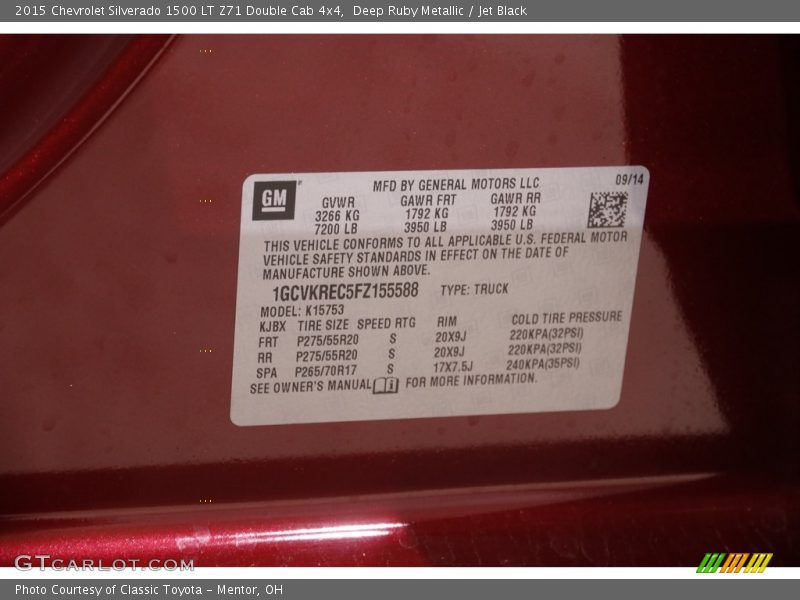 2015 Chevrolet Silverado 1500 LT Z71 Double Cab 4x4,  Deep Ruby Metallic / Jet Black
GM
MFD BY GENERAL MOTORS LLC 09/14
GVWR GAWR FRT GAWR RR
3266 KG 1792 KG 1792 KG
7200 LB 3950 LB 3950 LB
THIS VEHICLE CONFORMS TO ALL APPLICABLE U.S. FEDERAL MOTOR
VEHICLE SAFETY STANDARDS IN EFFECT ON THE DATE OF
MANUFACTURE SHOWN ABOVE.
1GCVKREC5FZ155588 TYPE: TRUCK
MODEL: K15753
KJBX TIRE SIZE SPEED RTG RIM COLD TIRE PRESSURE
FRT P275/55R20 S 20X9J 220KPA(32PSI)
RR P275/55R20 S 20X9J 220KPA(32PSI)
SPA P265/70R17 S 17X7.5J 240KPA(35PSI)
SEE OWNER'S MANUAL FOR MORE INFORMATION.
GTCARLOT.COM
Photo Courtesy of Classic Toyota - Mentor, OH